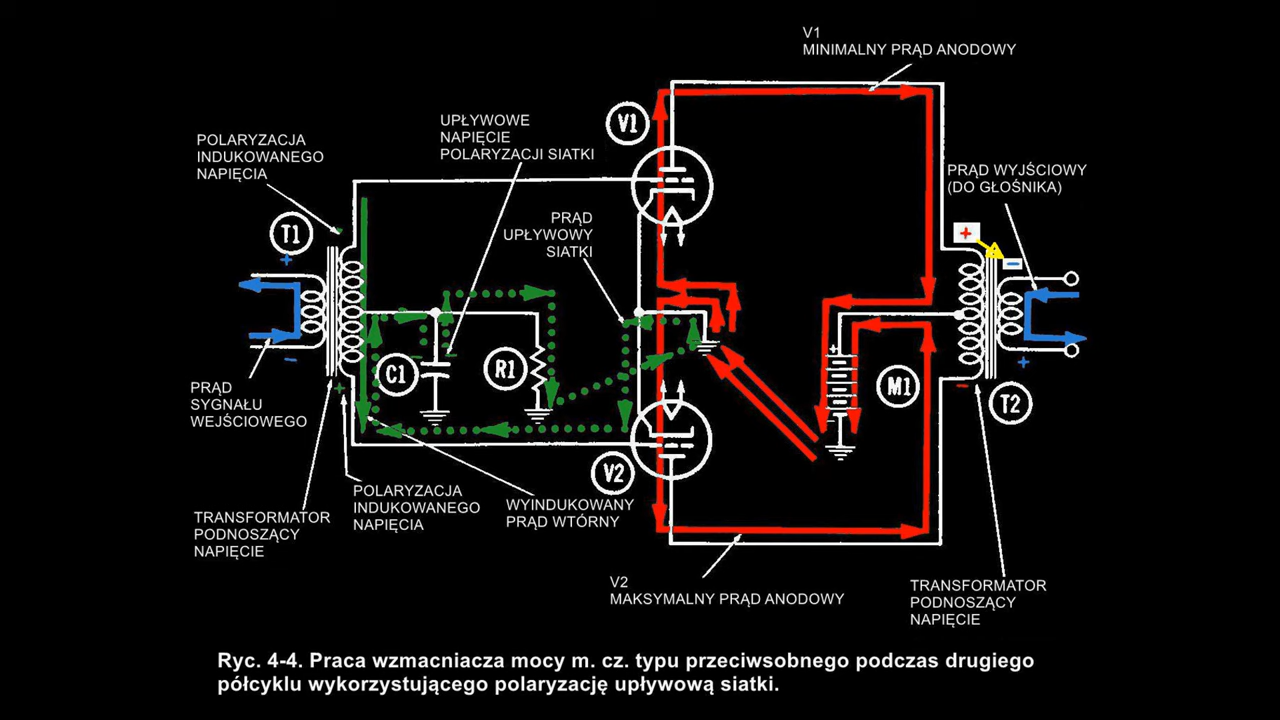 V1
MINIMALNY PRĄD ANODOWY
UPŁYWOWE
NAPIĘCIE
POLARYZACJI SIATKI
V1
POLARYZACJA
INDUKOWANEGO
NAPIĘCIA
PRĄD WYJŚCIOWY
(DO GŁOŚNIKA)
PRĄD
UPŁYWOWY
SIATKI
T1
+
+
-
C1
R1
+
-
M1
-
+
-
+
-
T2
PRĄD
SYGNAŁU
WEJŚCIOWEGO
V2
POLARYZACJA
INDUKOWANEGO
NAPIĘCIA
WYINDUKOWANY
PRĄD WTÓRNY
TRANSFORMATOR
PODNOSZĄCY
NAPIĘCIE
V2
MAKSYMALNY PRĄD ANODOWY
TRANSFORMATOR
PODNOSZĄCY
NAPIĘCIE
Ryc. 4-4. Praca wzmacniacza mocy m. cz. typu przeciwsobnego podczas drugiego
półcyklu wykorzystującego polaryzację upływową siatki.